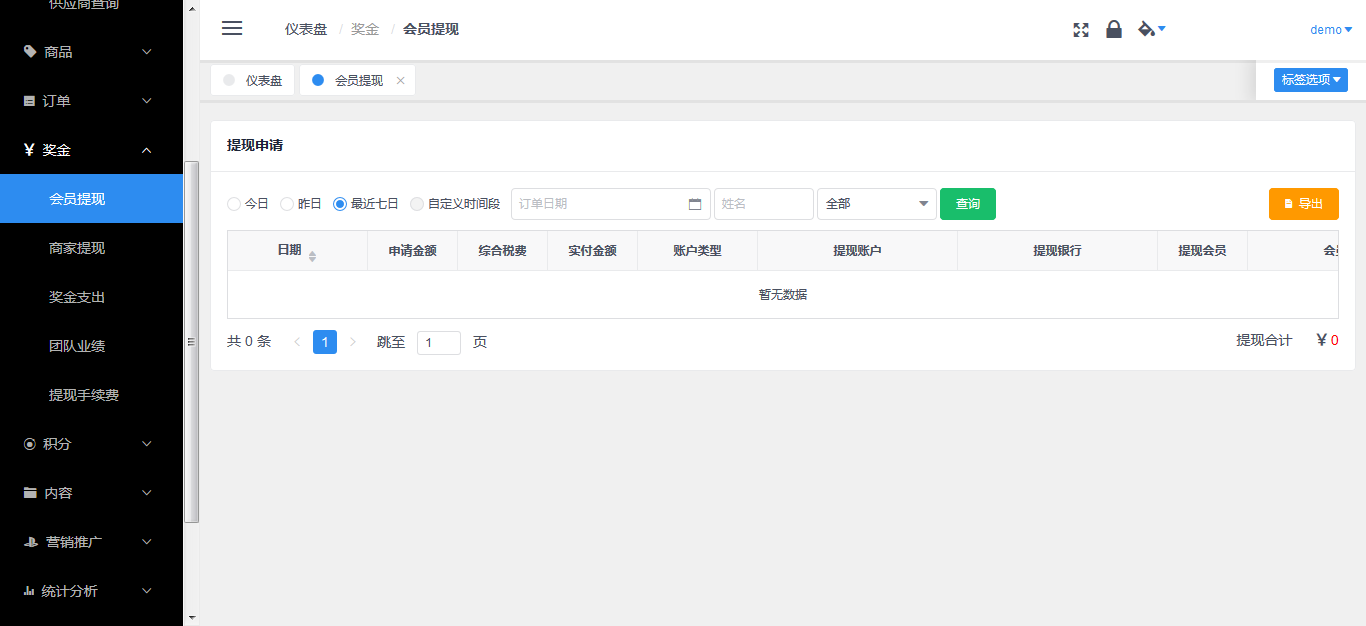 供应商查询
商品
订单
奖金
会员提现
商家提现
奖金支出
团队业绩
提现手续费
积分
内容
营销推广
统计分析
仪表盘 / 奖金 / 会员提现
demo
仪表盘 会员提现
标签选项
提现申请
今日 昨日 最近七日 自定义时间段 订单日期 姓名 全部 查询 导出
日期 申请金额 综合税费 实付金额 账户类型 提现账户 提现银行 提现会员 会
暂无数据
共 0 条 1 跳至 1 页
提现合计 ¥ 0